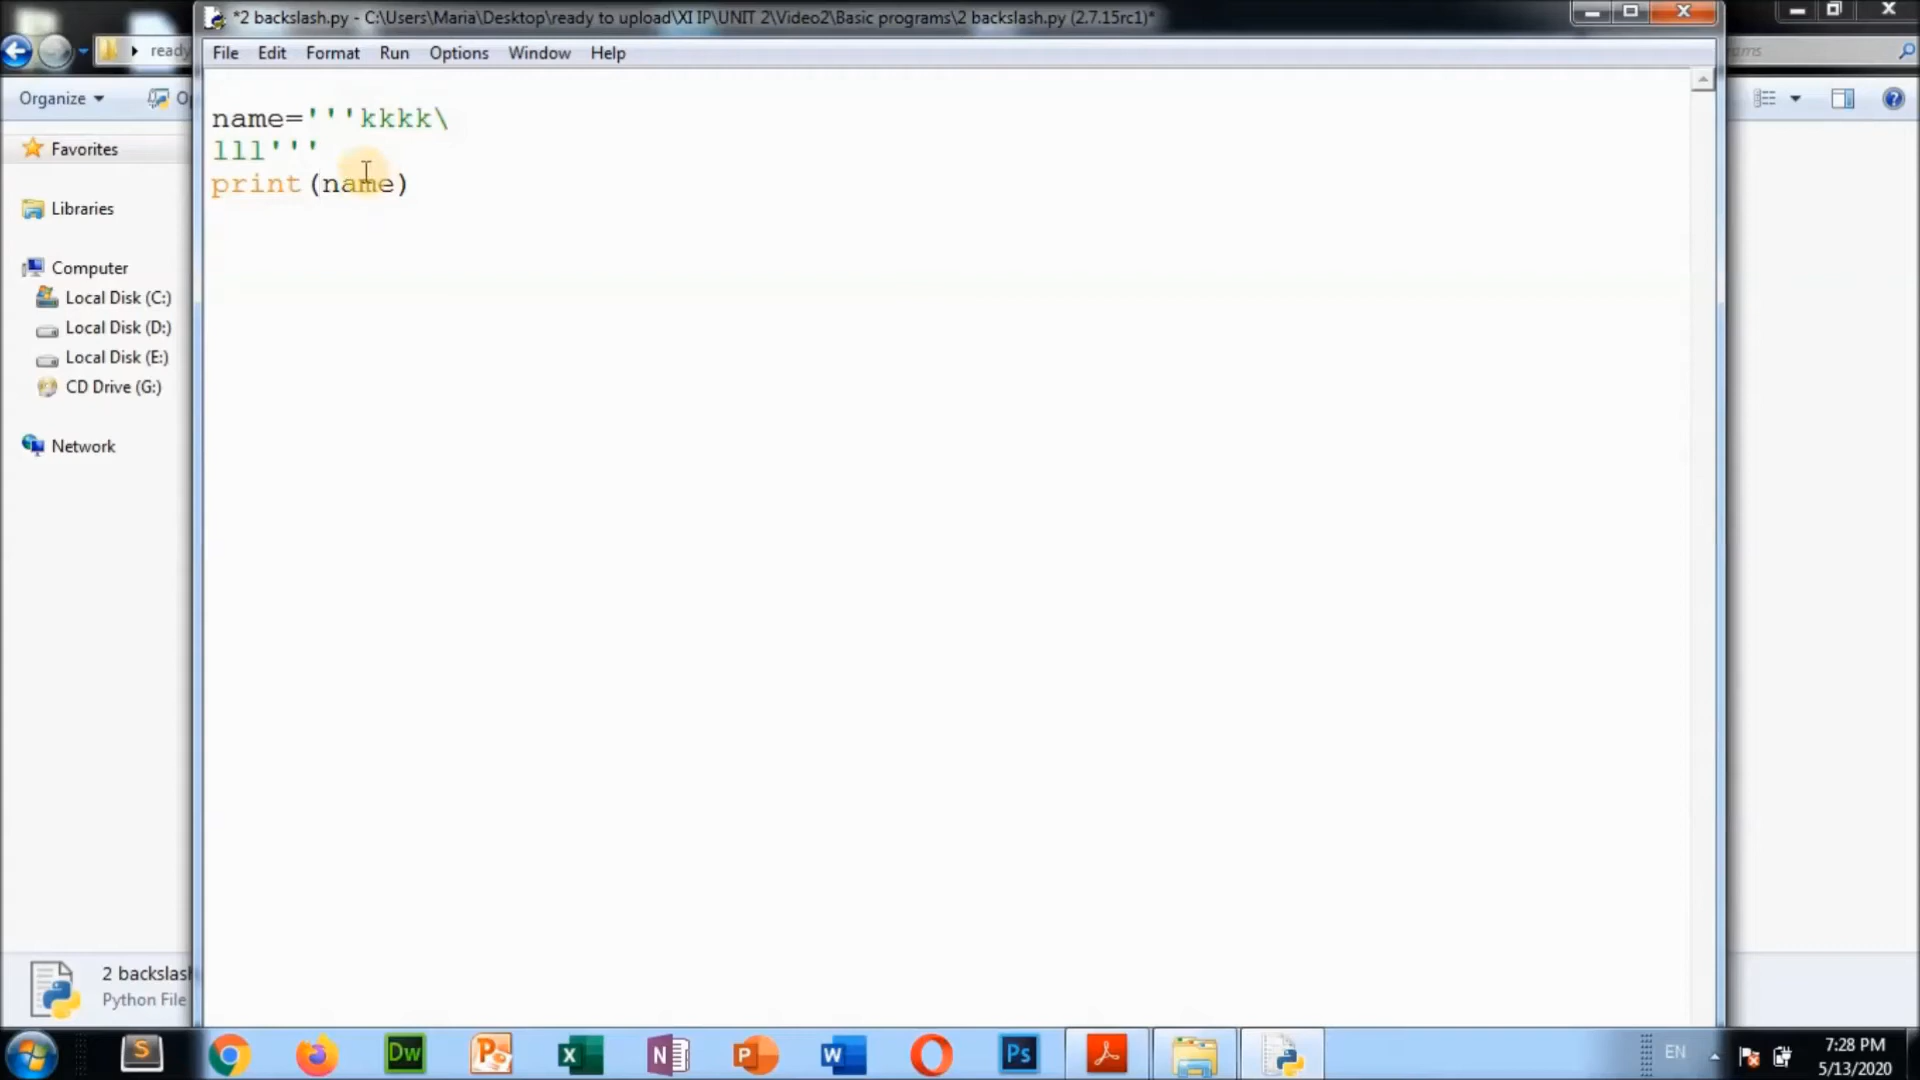 *2 backslash.py - C:\Users\Maria\Desktop\ready to upload\XI IP\UNIT 2\Video2\Basic programs\2 backslash.py (2.7.15rc1)*
ready
File Edit Format Run Options Window Help
Organize
name='''kkkk\
lll'''
print(name)
Favorites
Libraries
Computer
Local Disk (C:)
Local Disk (D:)
Local Disk (E:)
CD Drive (G:)
Network
2 backslash
Python File
S
Dw
P
X
N
P
W
Ps
EN
7:28 PM
5/13/2020